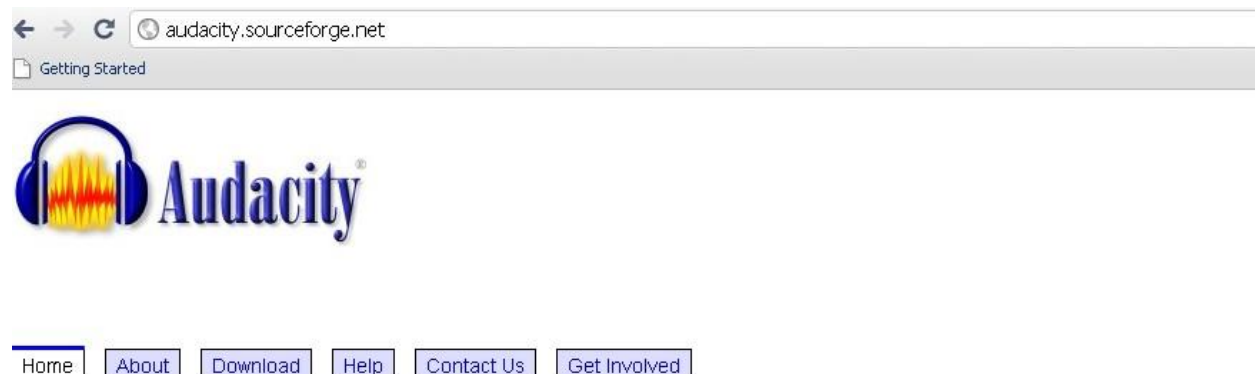 audacity.sourceforge.net
Getting Started
Audacity®
Home About Download Help Contact Us Get Involved